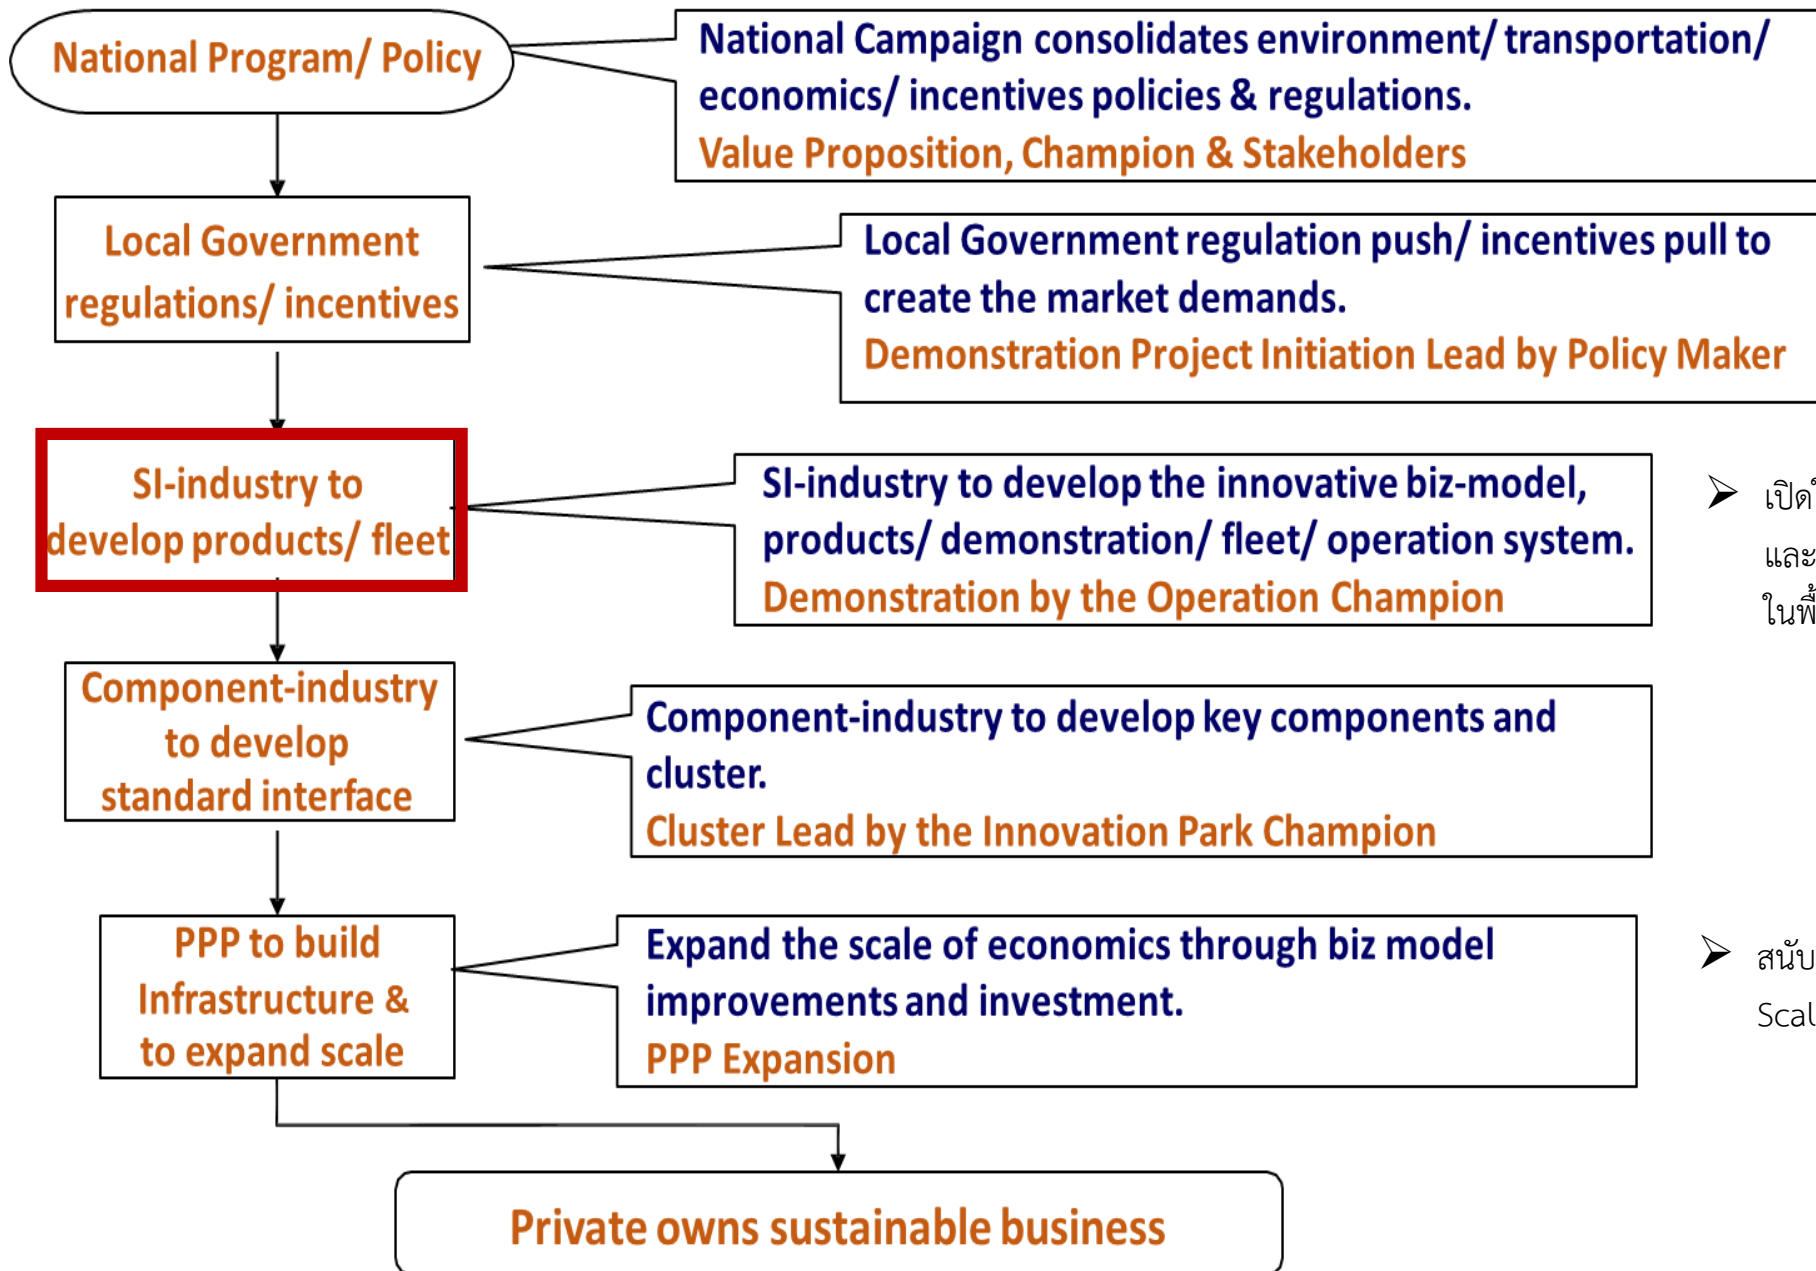 National Program/ Policy
National Campaign consolidates environment/ transportation/
economics/ incentives policies & regulations.
Value Proposition, Champion & Stakeholders
Local Government
regulations/ incentives
Local Government regulation push/ incentives pull to
create the market demands.
Demonstration Project Initiation Lead by Policy Maker
SI-industry to
develop products/ fleet
SI-industry to develop the innovative biz-model,
products/ demonstration/ fleet/ operation system.
Demonstration by the Operation Champion
และ
Component-industry
to develop
standard interface
Component-industry to develop key components and
cluster.
Cluster Lead by the Innovation Park Champion
PPP to build
Infrastructure &
to expand scale
Expand the scale of economics through biz model
improvements and investment.
PPP Expansion
Private owns sustainable business